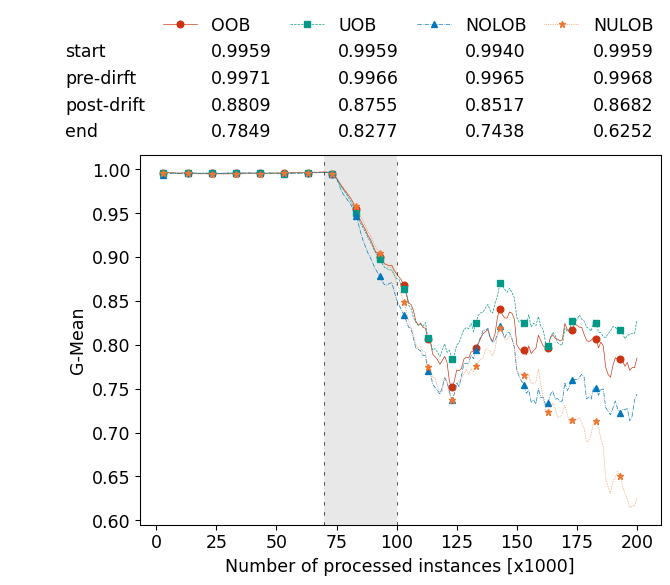 OOB UOB NOLOB NULOB
start 0.9959 0.9959 0.9940 0.9959
pre-dirft 0.9971 0.9966 0.9965 0.9968
post-drift 0.8809 0.8755 0.8517 0.8682
end 0.7849 0.8277 0.7438 0.6252
1.00
0.95
0.90
0.85
0.80
0.75
0.70
0.65
0.60
G-Mean
0 25 50 75 100 125 150 175 200
Number of processed instances [x1000]